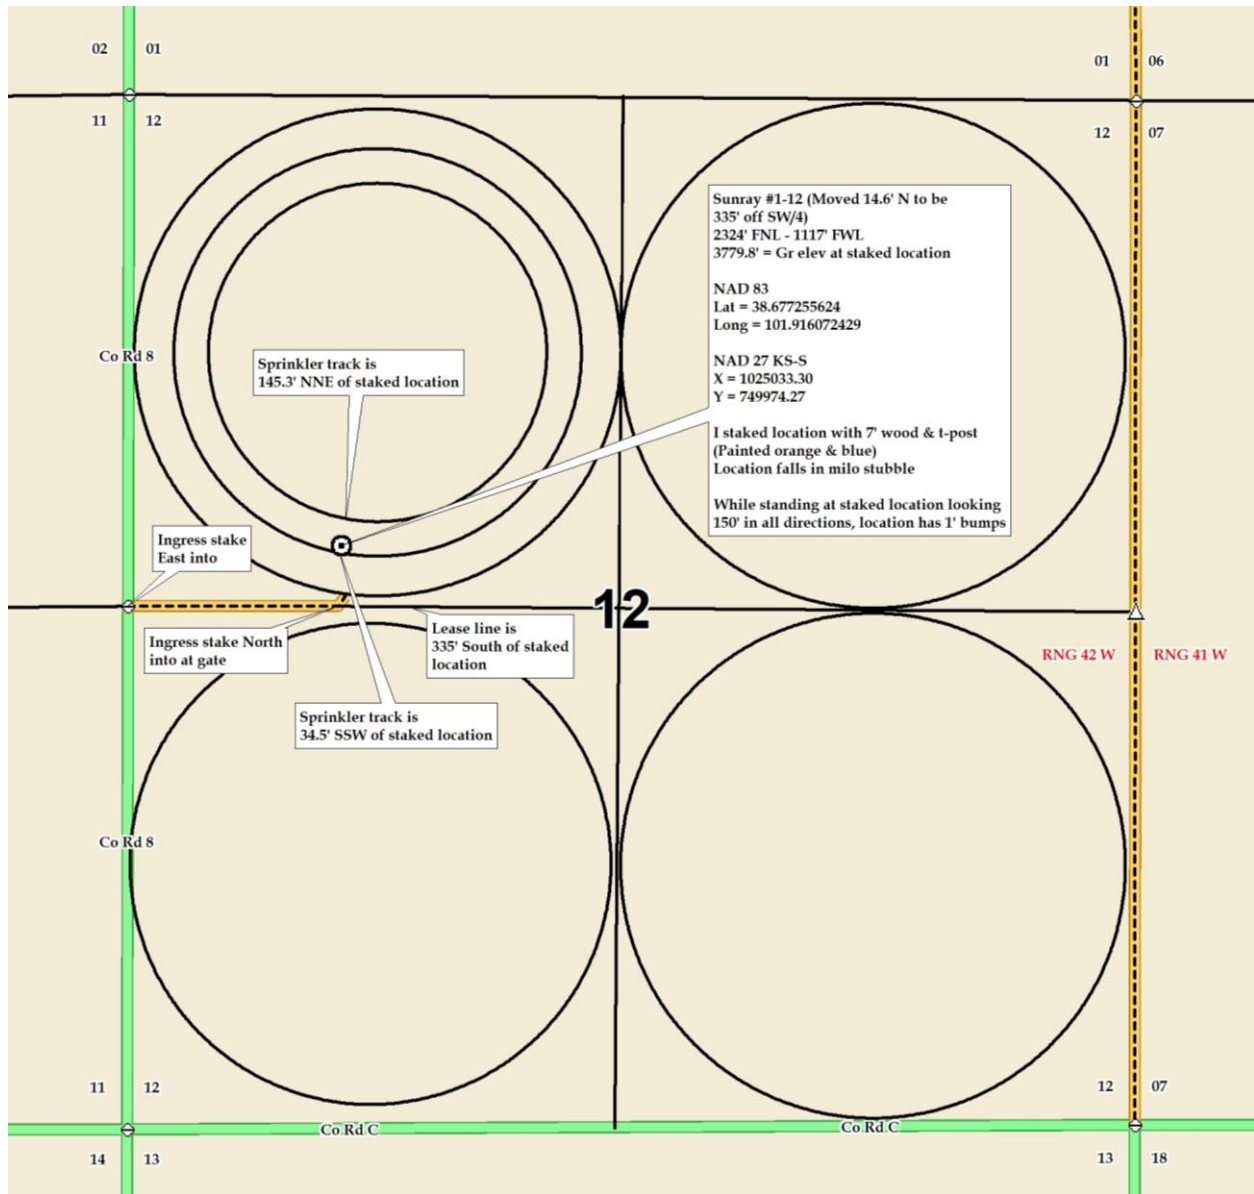 02
01
01
06
11
12
12
07
Sunray #1-12 (Moved 14.6' N to be
335' off SW/4)
2324' FNL - 1117' FWL
3779.8' = Gr elev at staked location
NAD 83
Lat = 38.677255624
Long = 101.916072429
NAD 27 KS-S
X = 1025033.30
Y = 749974.27
I staked location with 7' wood & t-post
(Painted orange & blue)
Location falls in milo stubble
While standing at staked location looking
150' in all directions, location has 1' bumps
Co Rd 8
Sprinkler track is
145.3' NNE of staked location
Ingress stake
East into
12
Ingress stake North
into at gate
Lease line is
335' South of staked
location
RNG 42 W
RNG 41 W
Sprinkler track is
34.5' SSW of staked location
Co Rd 8
11
12
12
07
Co Rd C
Co Rd C
14
13
13
18